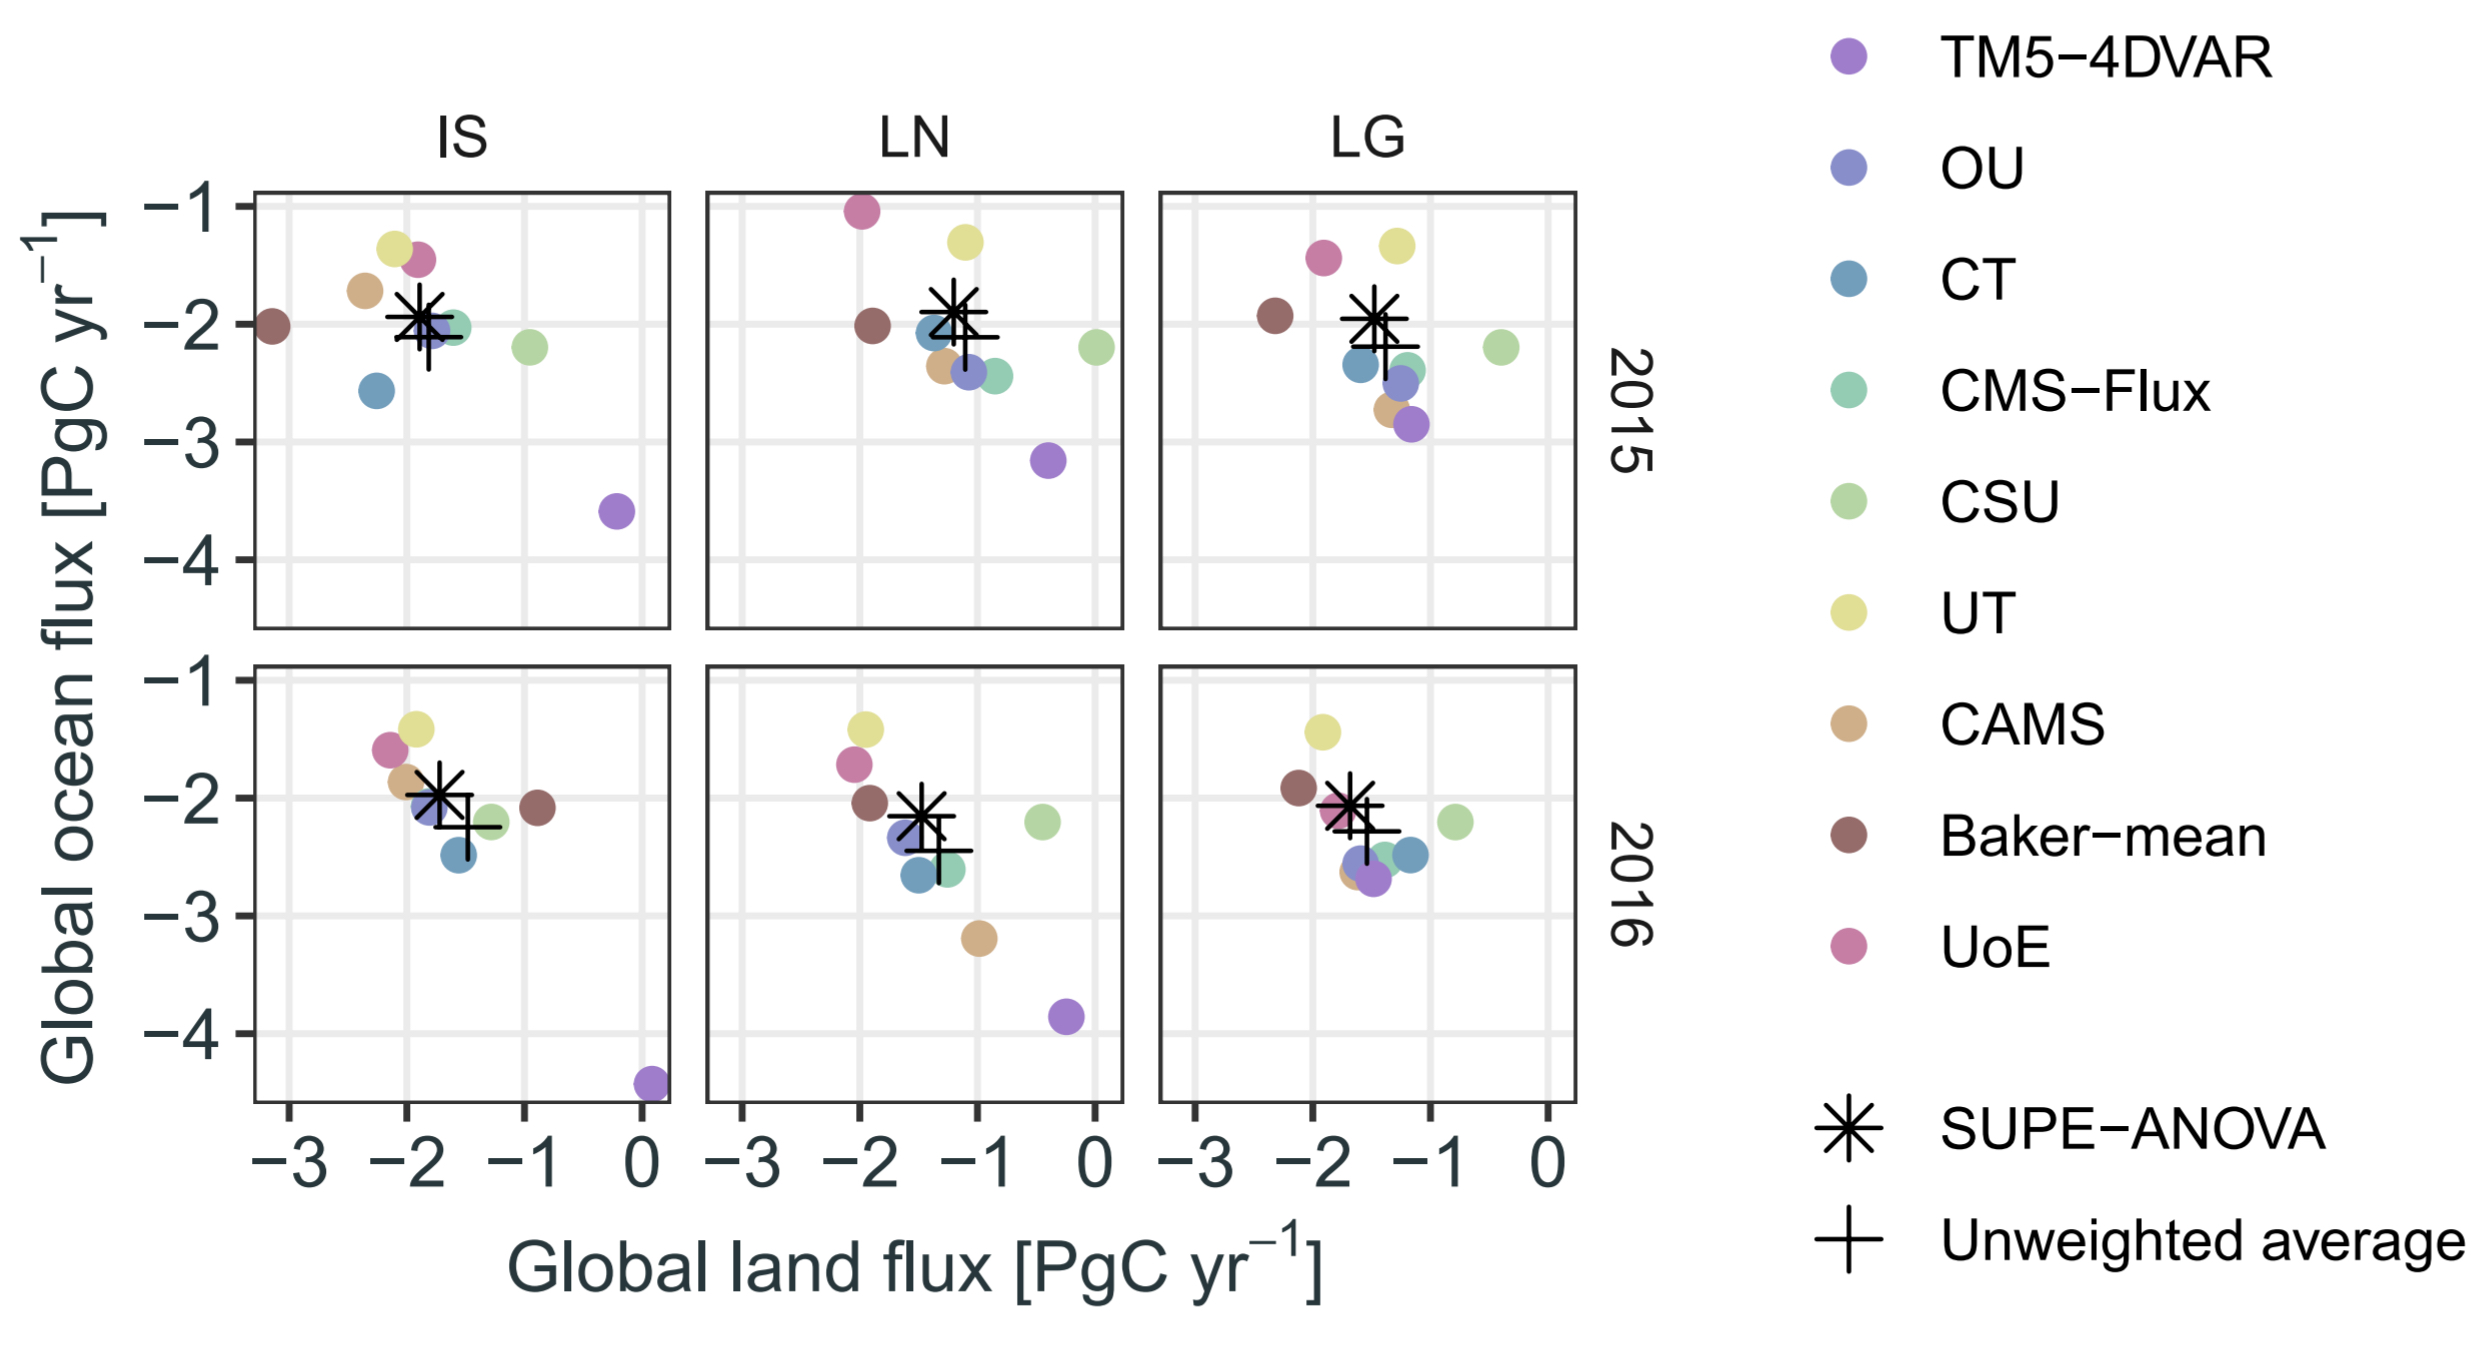 IS LN LG
−1
−2
−3
−4
2015
−1
−2
−3
−4
2016
−3 −2 −1 0 −3 −2 −1 0 −3 −2 −1 0
Global land flux [PgC yr⁻¹]
Global ocean flux [PgC yr⁻¹]
TM5−4DVAR
OU
CT
CMS−Flux
CSU
UT
CAMS
Baker−mean
UoE
SUPE−ANOVA
Unweighted average